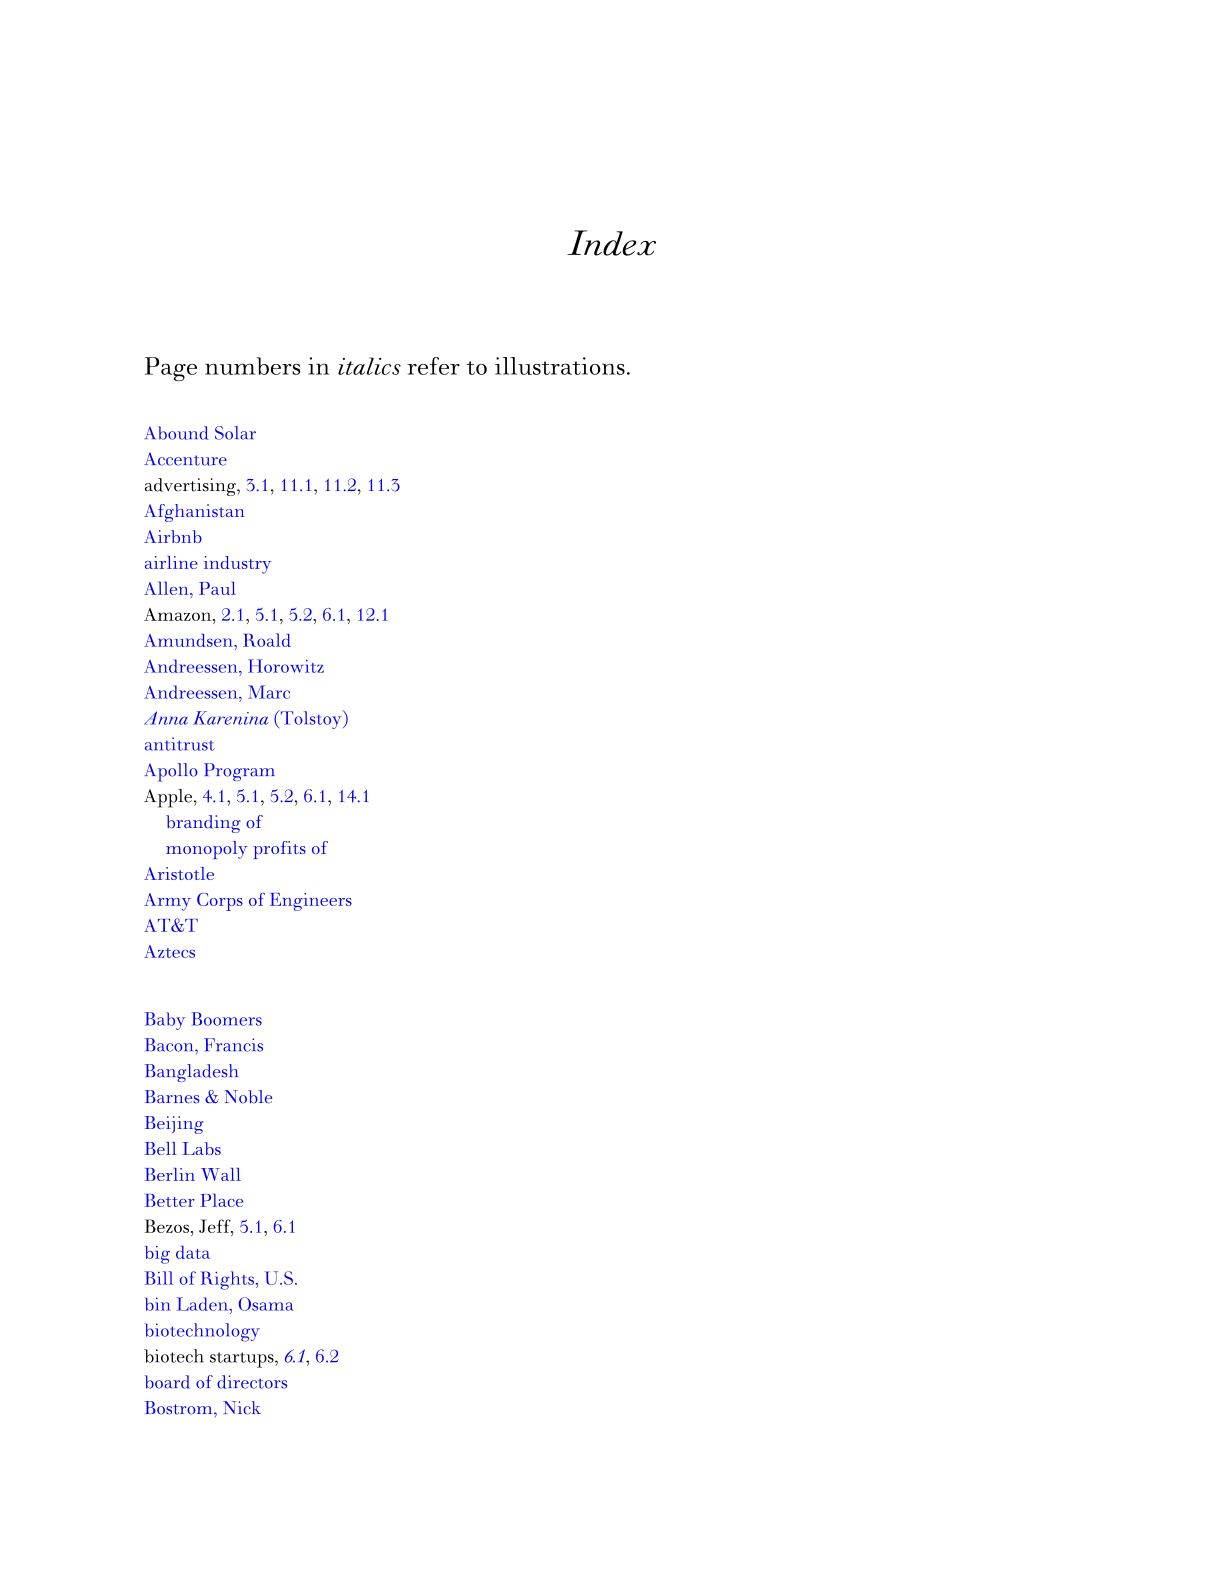 Index
Page numbers in italics refer to illustrations.
Abound Solar
Accenture
advertising, 3.1, 11.1, 11.2, 11.3
Afghanistan
Airbnb
airline industry
Allen, Paul
Amazon, 2.1, 5.1, 5.2, 6.1, 12.1
Amundsen, Roald
Andreessen, Horowitz
Andreessen, Marc
Anna Karenina (Tolstoy)
antitrust
Apollo Program
Apple, 4.1, 5.1, 5.2, 6.1, 14.1
branding of
monopoly profits of
Aristotle
Army Corps of Engineers
AT&T
Aztecs
Baby Boomers
Bacon, Francis
Bangladesh
Barnes & Noble
Beijing
Bell Labs
Berlin Wall
Better Place
Bezos, Jeff, 5.1, 6.1
big data
Bill of Rights, U.S.
bin Laden, Osama
biotechnology
biotech startups, 6.1, 6.2
board of directors
Bostrom, Nick